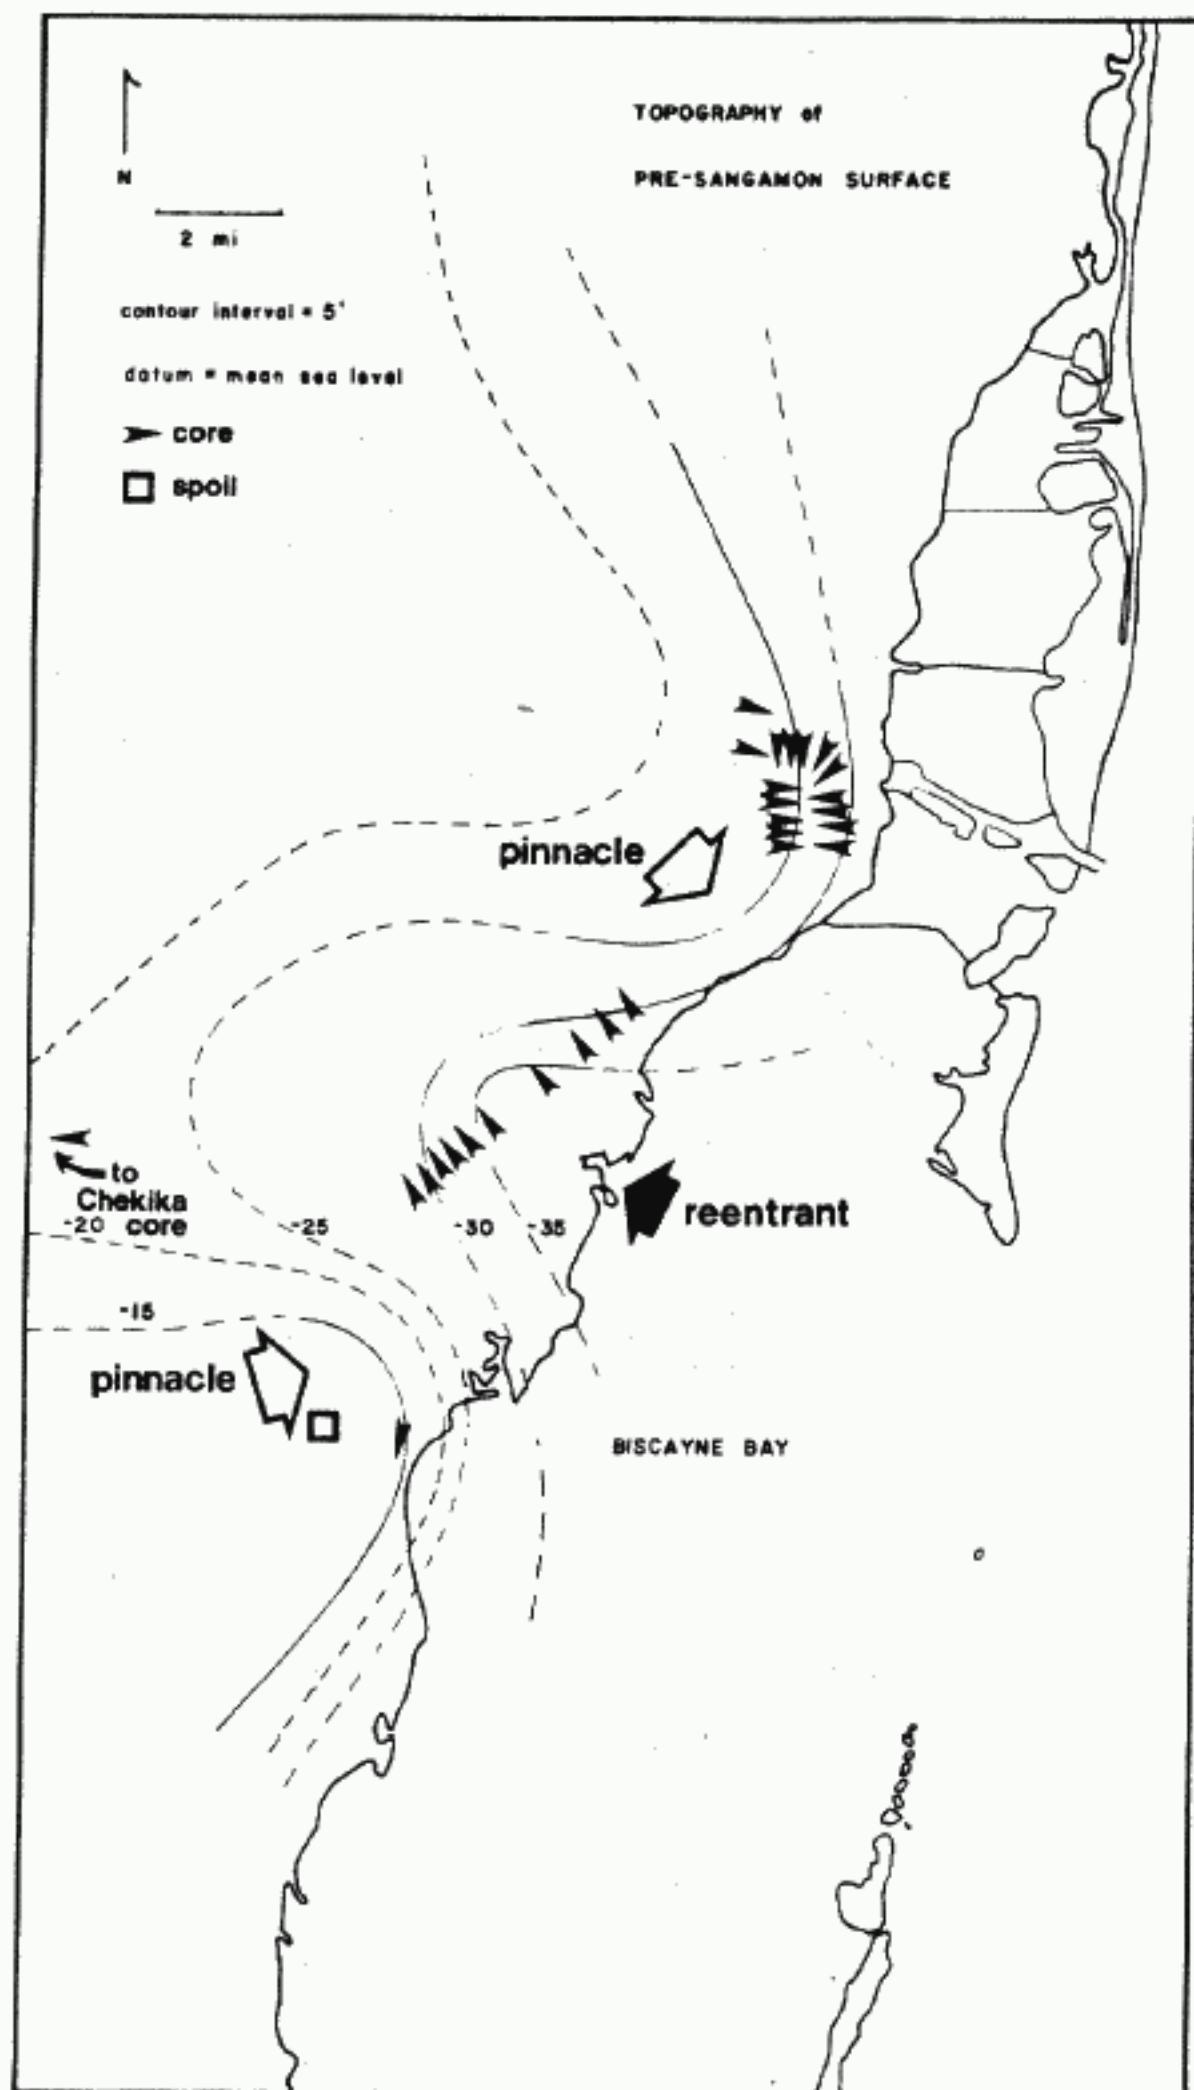 TOPOGRAPHY of
PRE-SANGAMON SURFACE
N
2 mi
contour interval = 5'
datum = mean sea level
core
spoil
pinnacle
to
Chekika
core
-20
-25
-30
-35
reentrant
-15
pinnacle
BISCAYNE BAY